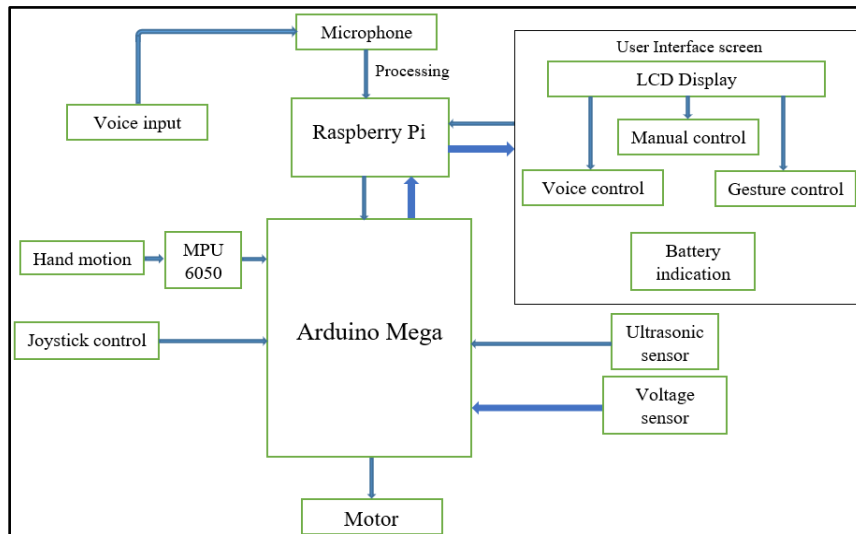 Microphone
User Interface screen
Processing
LCD Display
Voice input
Raspberry Pi
Manual control
Voice control
Gesture control
Hand motion
MPU
6050
Battery
indication
Arduino Mega
Joystick control
Ultrasonic
sensor
Voltage
sensor
Motor